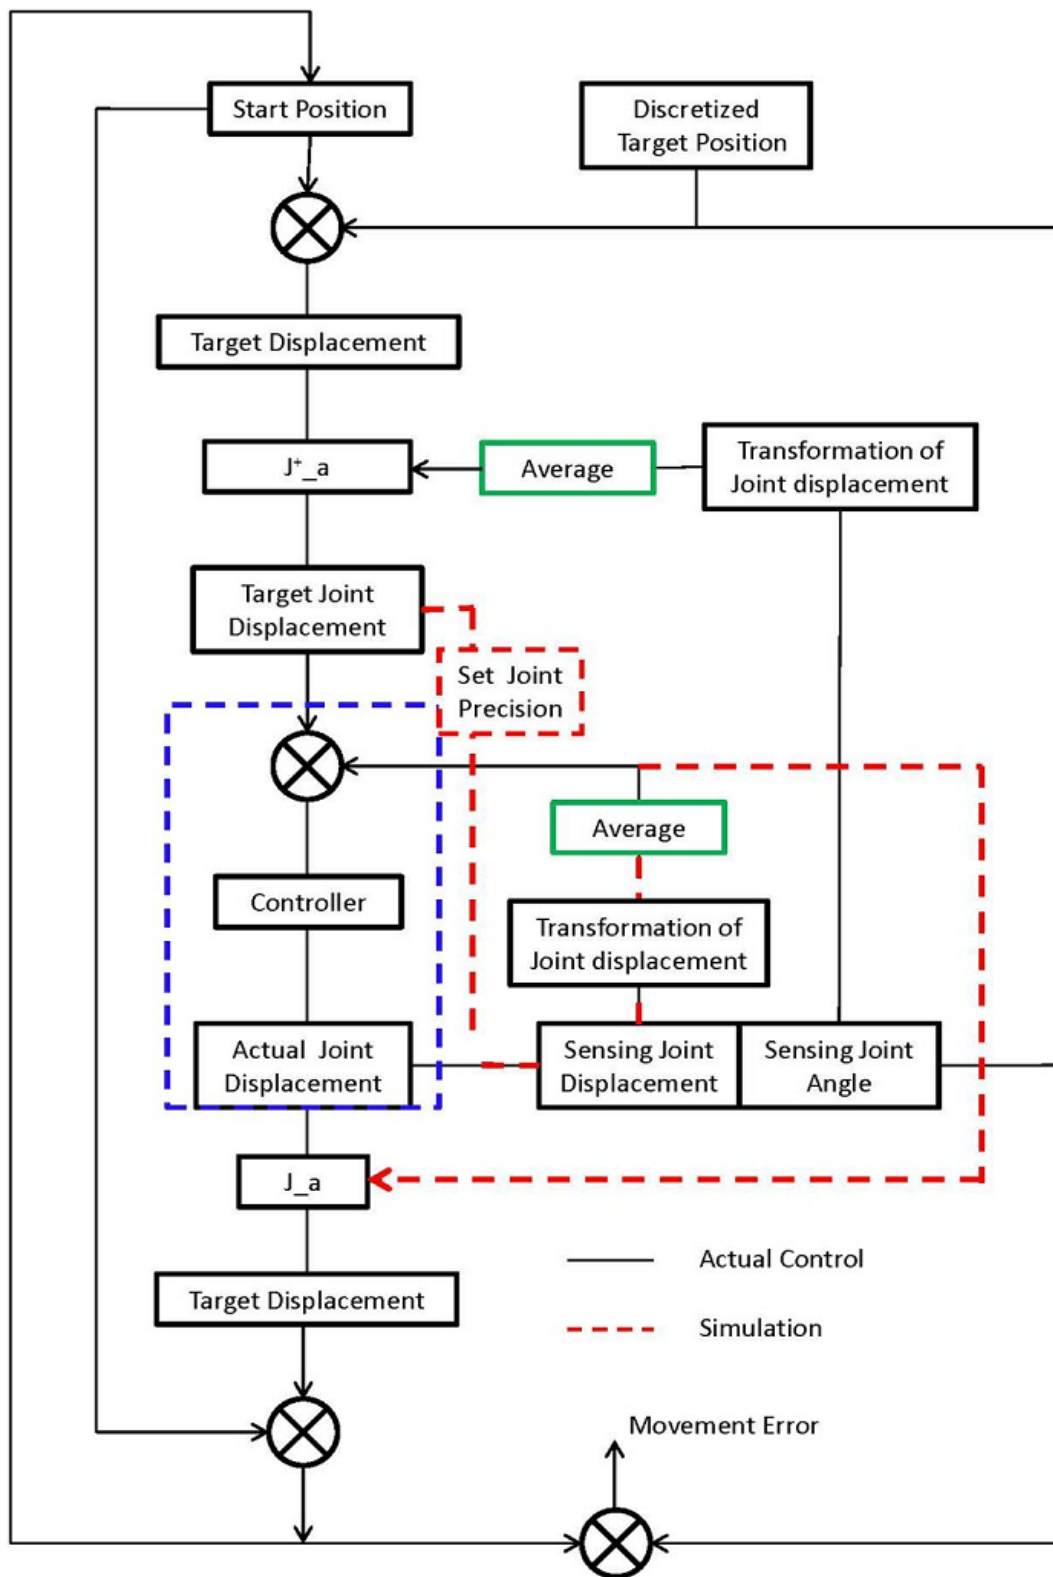 Start Position
Discretized
Target Position
Target Displacement
J⁺_a
Average
Transformation of
Joint displacement
Target Joint
Displacement
Set Joint
Precision
Average
Controller
Transformation of
Joint displacement
Actual Joint
Displacement
Sensing Joint
Displacement
Sensing Joint
Angle
J_a
Actual Control
Target Displacement
Simulation
Movement Error